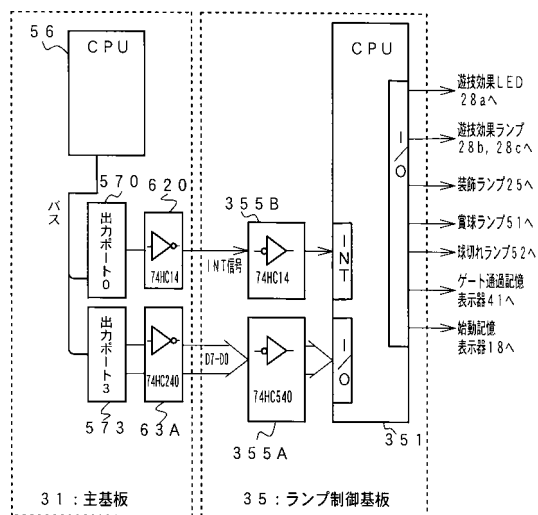 56
CPU
バス
570
出力ポート0
620
74HC14
INT信号
出力ポート3
573
74HC240
63A
D7-D0
31：主基板
355B
74HC14
74HC540
355A
CPU
INT
I/O
I/O
351
35：ランプ制御基板
遊技効果LED
28aへ
遊技効果ランプ
28b, 28cへ
装飾ランプ25へ
賞球ランプ51へ
球切れランプ52へ
ゲート通過記憶
表示器41へ
始動記憶
表示器18へ